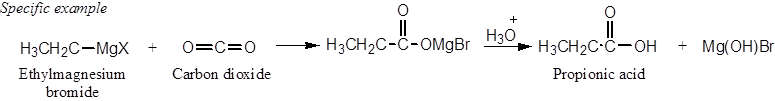 Specific example
H3CH2C−MgX + O=C=O → H3CH2C-C-OMgBr H3O+ H3CH2C·C−OH + Mg(OH)Br
O
O
Ethylmagnesium bromide
Carbon dioxide
Propionic acid